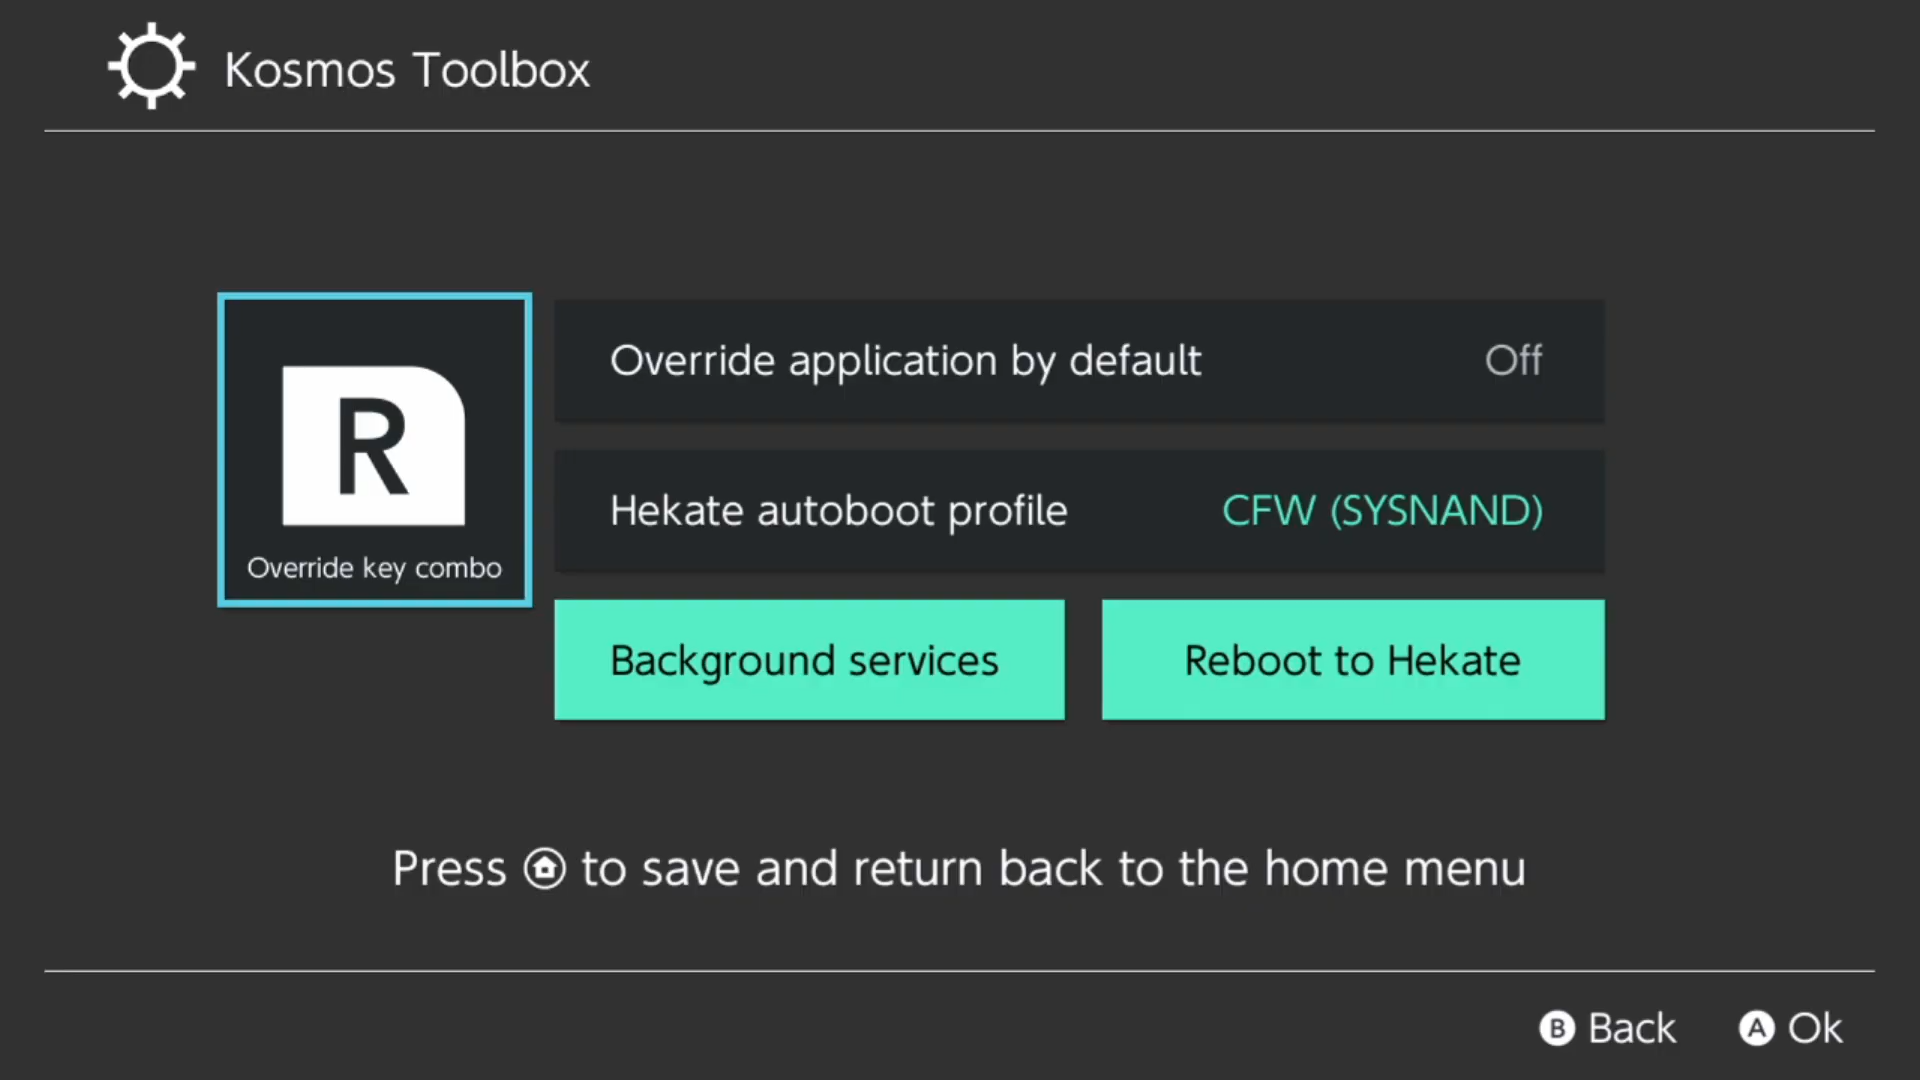 Kosmos Toolbox
R
Override key combo
Override application by default Off
Hekate autoboot profile CFW (SYSNAND)
Background services Reboot to Hekate
Press to save and return back to the home menu
B Back A Ok